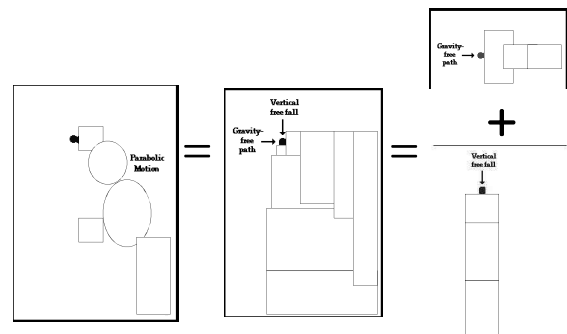 Parabolic
Motion
=
Vertical
free fall
Gravity-
free
path
=
Gravity-
free
path
+
Vertical
free fall